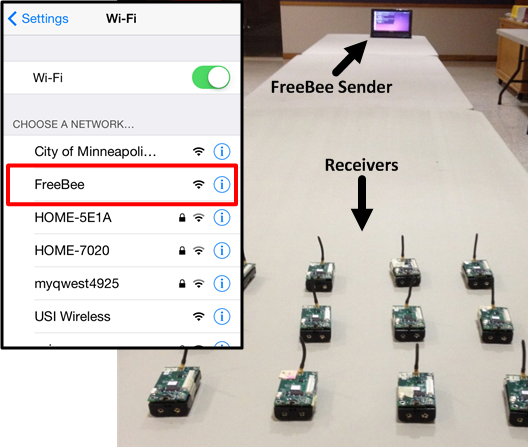 Settings
Wi-Fi
Wi-Fi
CHOOSE A NETWORK...
City of Minneapoli...
FreeBee
HOME-5E1A
HOME-7020
myqwest4925
USI Wireless
FreeBee Sender
Receivers